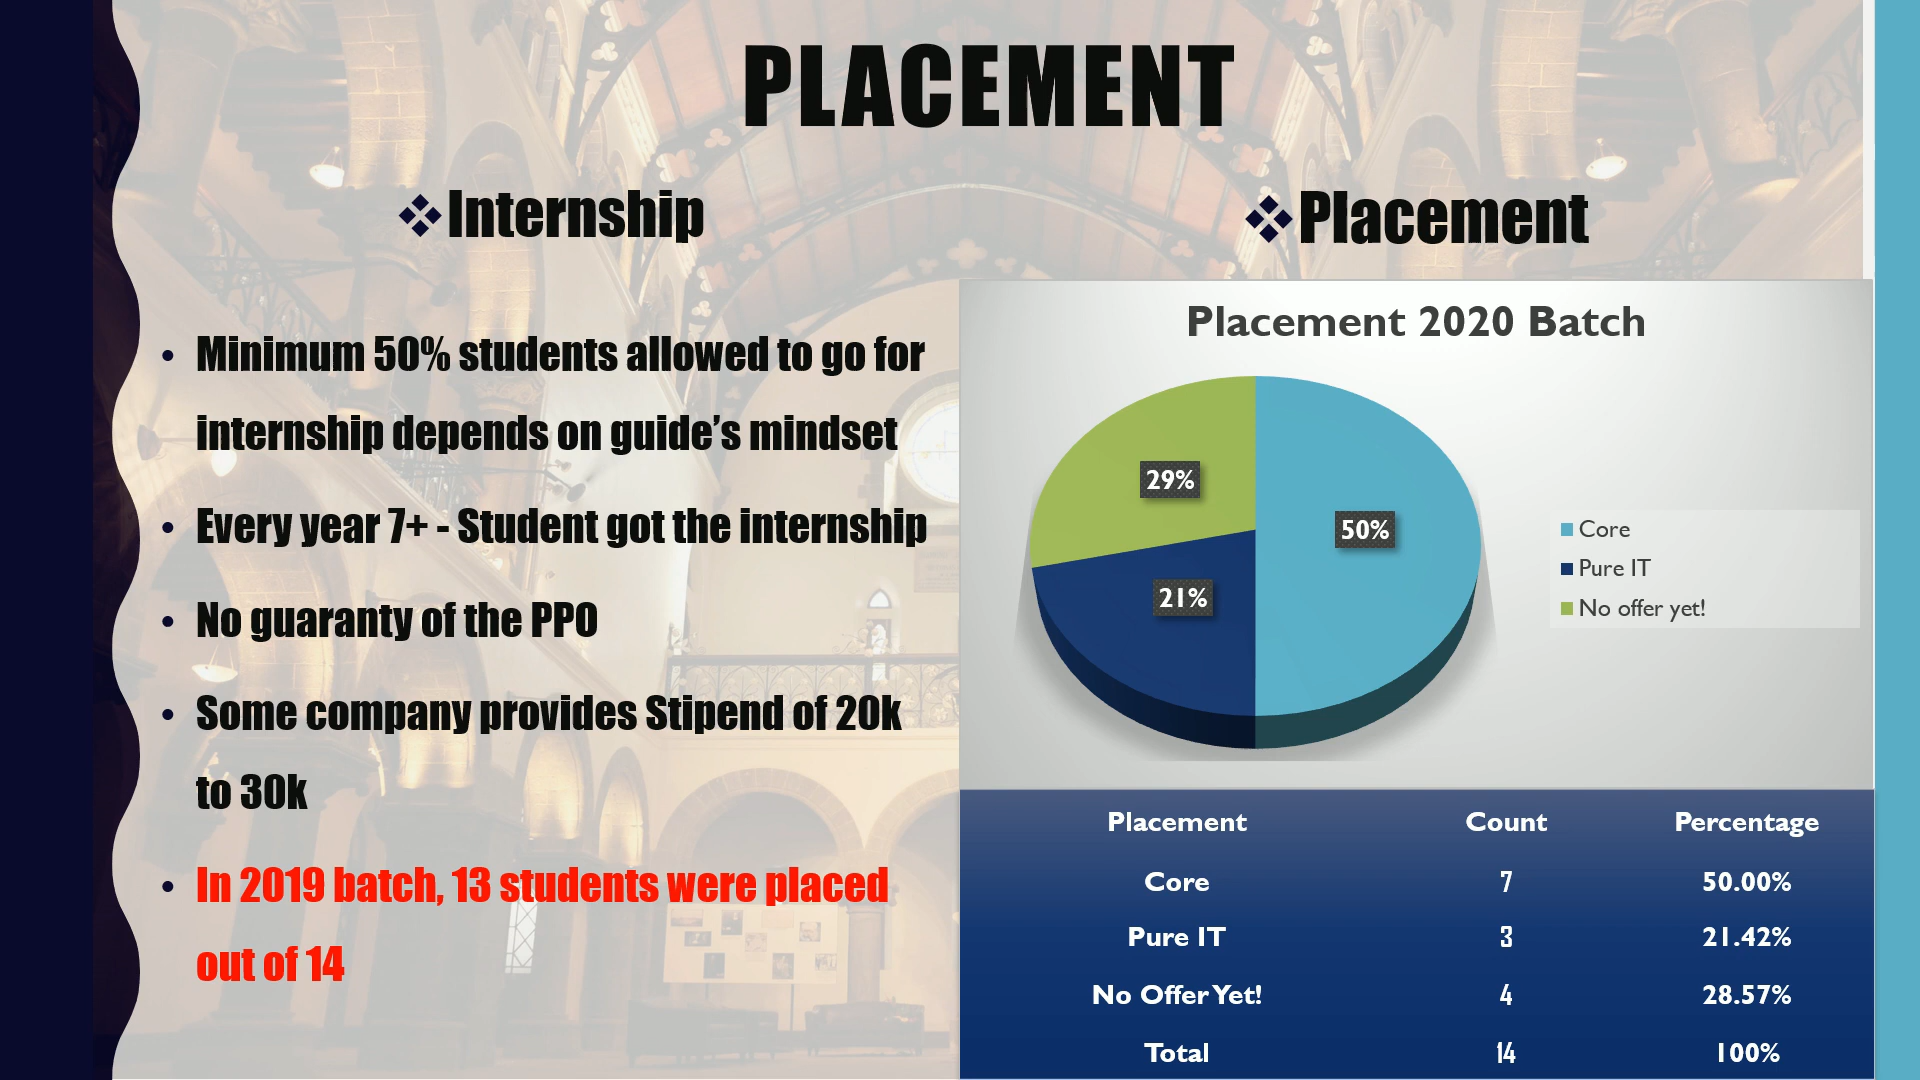 PLACEMENT
Internship
Minimum 50% students allowed to go for
internship depends on guide’s mindset
Every year 7+ - Student got the internship
No guaranty of the PPO
Some company provides Stipend of 20k
to 30k
In 2019 batch, 13 students were placed
out of 14
Placement
Placement 2020 Batch
29%
50%
21%
Core
Pure IT
No offer yet!
Placement Count Percentage
Core 7 50.00%
Pure IT 3 21.42%
No Offer Yet! 4 28.57%
Total 14 100%